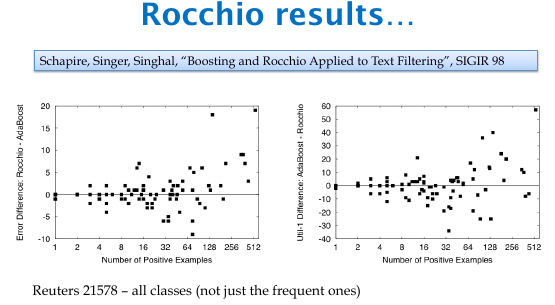 Rocchio results…
Schapire, Singer, Singhal, “Boosting and Rocchio Applied to Text Filtering”, SIGIR 98
Error Difference: Rocchio - AdaBoost
20
15
10
5
0
-5
-10
1 2 4 8 16 32 64 128 256 512
Number of Positive Examples
Util-1 Difference: AdaBoost - Rocchio
60
50
40
30
20
10
0
-10
-20
-30
-40
1 2 4 8 16 32 64 128 256 512
Number of Positive Examples
Reuters 21578 – all classes (not just the frequent ones)